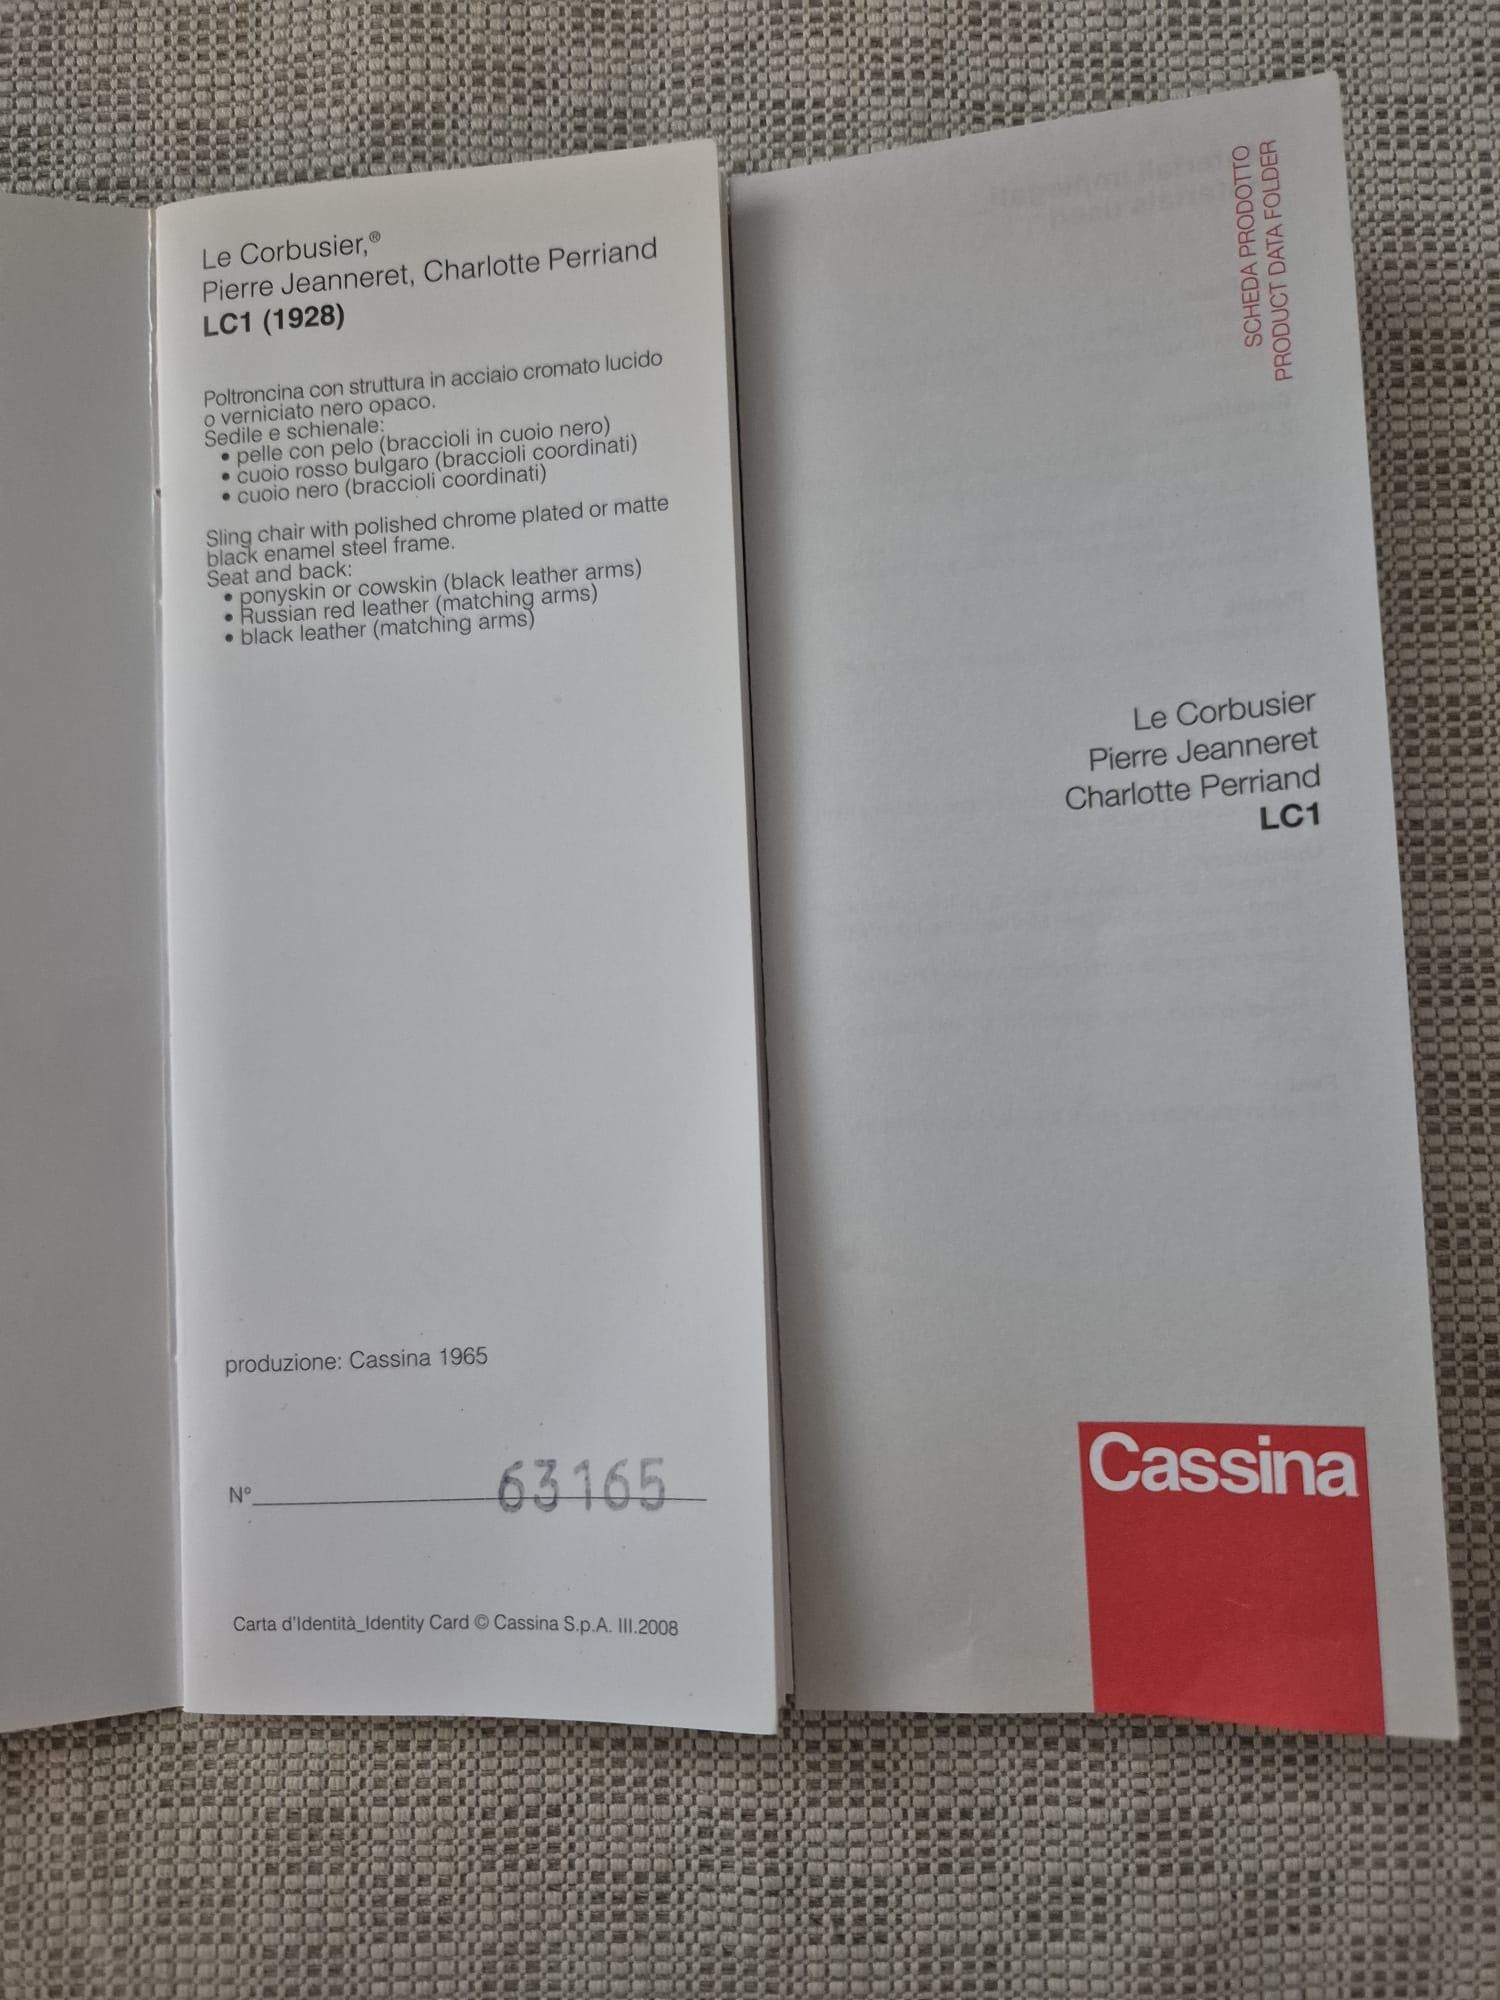 Le Corbusier,®
Pierre Jeanneret, Charlotte Perriand
LC1 (1928)
Poltroncina con struttura in acciaio cromato lucido
o verniciato nero opaco.
Sedile e schienale:
• pelle con pelo (braccioli in cuoio nero)
• cuoio rosso bulgaro (braccioli coordinati)
• cuoio nero (braccioli coordinati)
Sling chair with polished chrome plated or matte
black enamel steel frame.
Seat and back:
• ponyskin or cowskin (black leather arms)
• Russian red leather (matching arms)
• black leather (matching arms)
produzione: Cassina 1965
N° 63165
Carta d'Identità_Identity Card © Cassina S.p.A. III.2008
SCHEDA PRODOTTO
PRODUCT DATA FOLDER
Le Corbusier
Pierre Jeanneret
Charlotte Perriand
LC1
Cassina